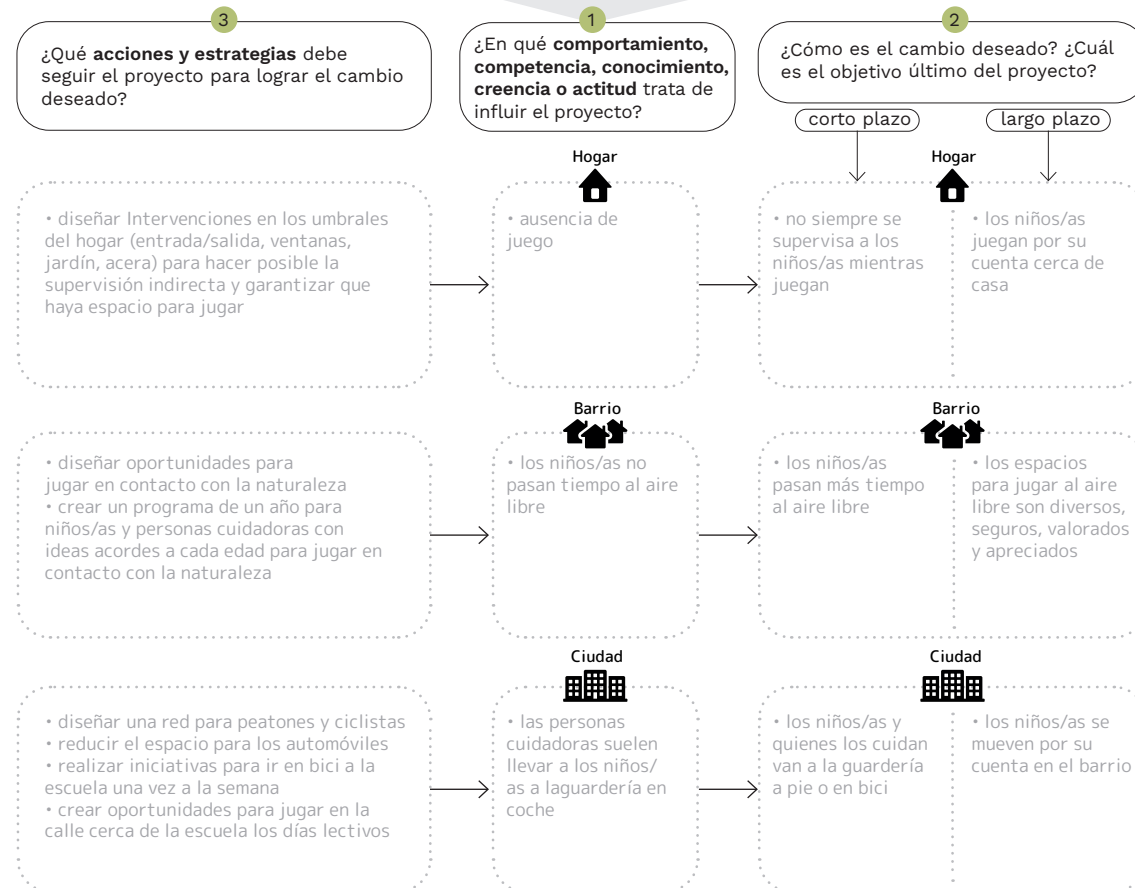 3
¿Qué acciones y estrategias debe
seguir el proyecto para lograr el cambio
deseado?
1
¿En qué comportamiento,
competencia, conocimiento,
creencia o actitud trata de
influir el proyecto?
2
¿Cómo es el cambio deseado? ¿Cuál
es el objetivo último del proyecto?
corto plazo
largo plazo
• diseñar Intervenciones en los umbrales
del hogar (entrada/salida, ventanas,
jardín, acera) para hacer posible la
supervisión indirecta y garantizar que
haya espacio para jugar
Hogar
• ausencia de
juego
Hogar
• no siempre se
supervisa a los
niños/as mientras
juegan
• los niños/as
juegan por su
cuenta cerca de
casa
• diseñar oportunidades para
jugar en contacto con la naturaleza
• crear un programa de un año para
niños/as y personas cuidadoras con
ideas acordes a cada edad para jugar en
contacto con la naturaleza
Barrio
• los niños/as no
pasan tiempo al aire
libre
Barrio
• los niños/as
pasan más tiempo
al aire libre
• los espacios
para jugar al aire
libre son diversos,
seguros, valorados
y apreciados
• diseñar una red para peatones y ciclistas
• reducir el espacio para los automóviles
• realizar iniciativas para ir en bici a la
escuela una vez a la semana
• crear oportunidades para jugar en la
calle cerca de la escuela los días lectivos
Ciudad
• las personas
cuidadoras suelen
llevar a los niños/
as a laguardería en
coche
Ciudad
• los niños/as y
quienes los cuidan
van a la guardería
a pie o en bici
• los niños/as se
mueven por su
cuenta en el barrio